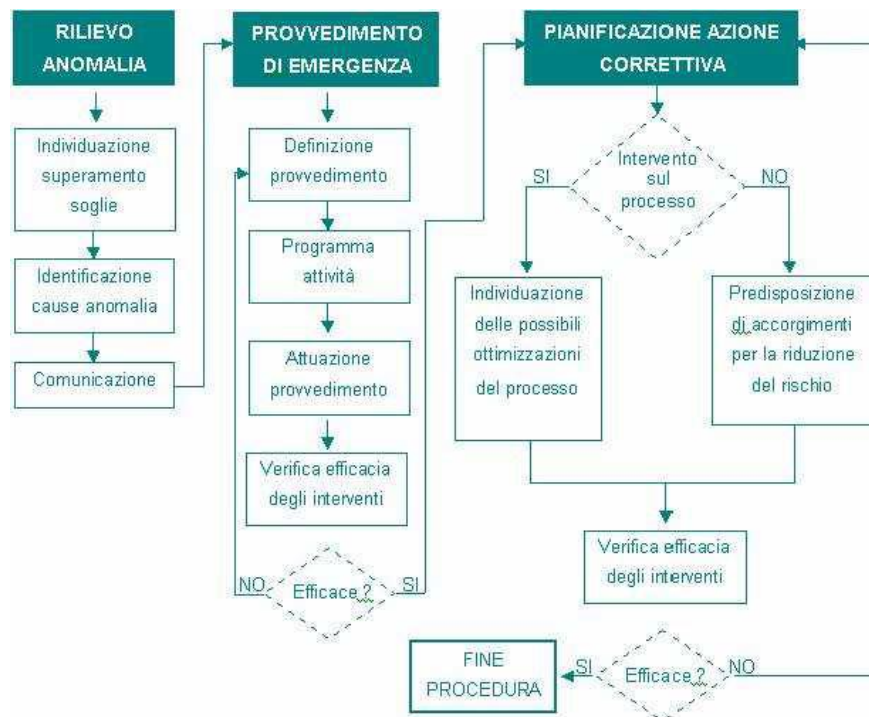 RILIEVO
ANOMALIA
Individuazione
superamento
soglie
Identificazione
cause anomalia
Comunicazione
PROVVEDIMENTO
DI EMERGENZA
Definizione
provvedimento
Programma
attività
Attuazione
provvedimento
Verifica efficacia
degli interventi
NO
Efficace ?
SI
PIANIFICAZIONE AZIONE
CORRETTIVA
Intervento
sul
processo
SI
NO
Individuazione
delle possibili
ottimizzazioni
del processo
Predisposizione
di accorgimenti
per la riduzione
del rischio
Verifica efficacia
degli interventi
FINE
PROCEDURA
SI
Efficace ?
NO